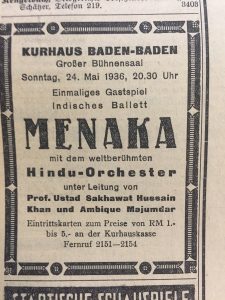 Schäfer, Telefon 219.
3403
KURHAUS BADEN-BADEN
Großer Bühnensaal
Sonntag, 24. Mai 1936, 20.30 Uhr
Einmaliges Gastspiel
Indisches Ballett
MENAKA
mit dem weltberühmten
Hindu-Orchester
unter Leitung von
Prof. Ustad Sakhawat Hussain
Khan und Ambique Majumdar
Eintrittskarten zum Preise von RM 1.-
bis 5,- an der Kurhauskasse
Fernruf 2151—2154
STÄDTISCHE SCHAUSPIELE